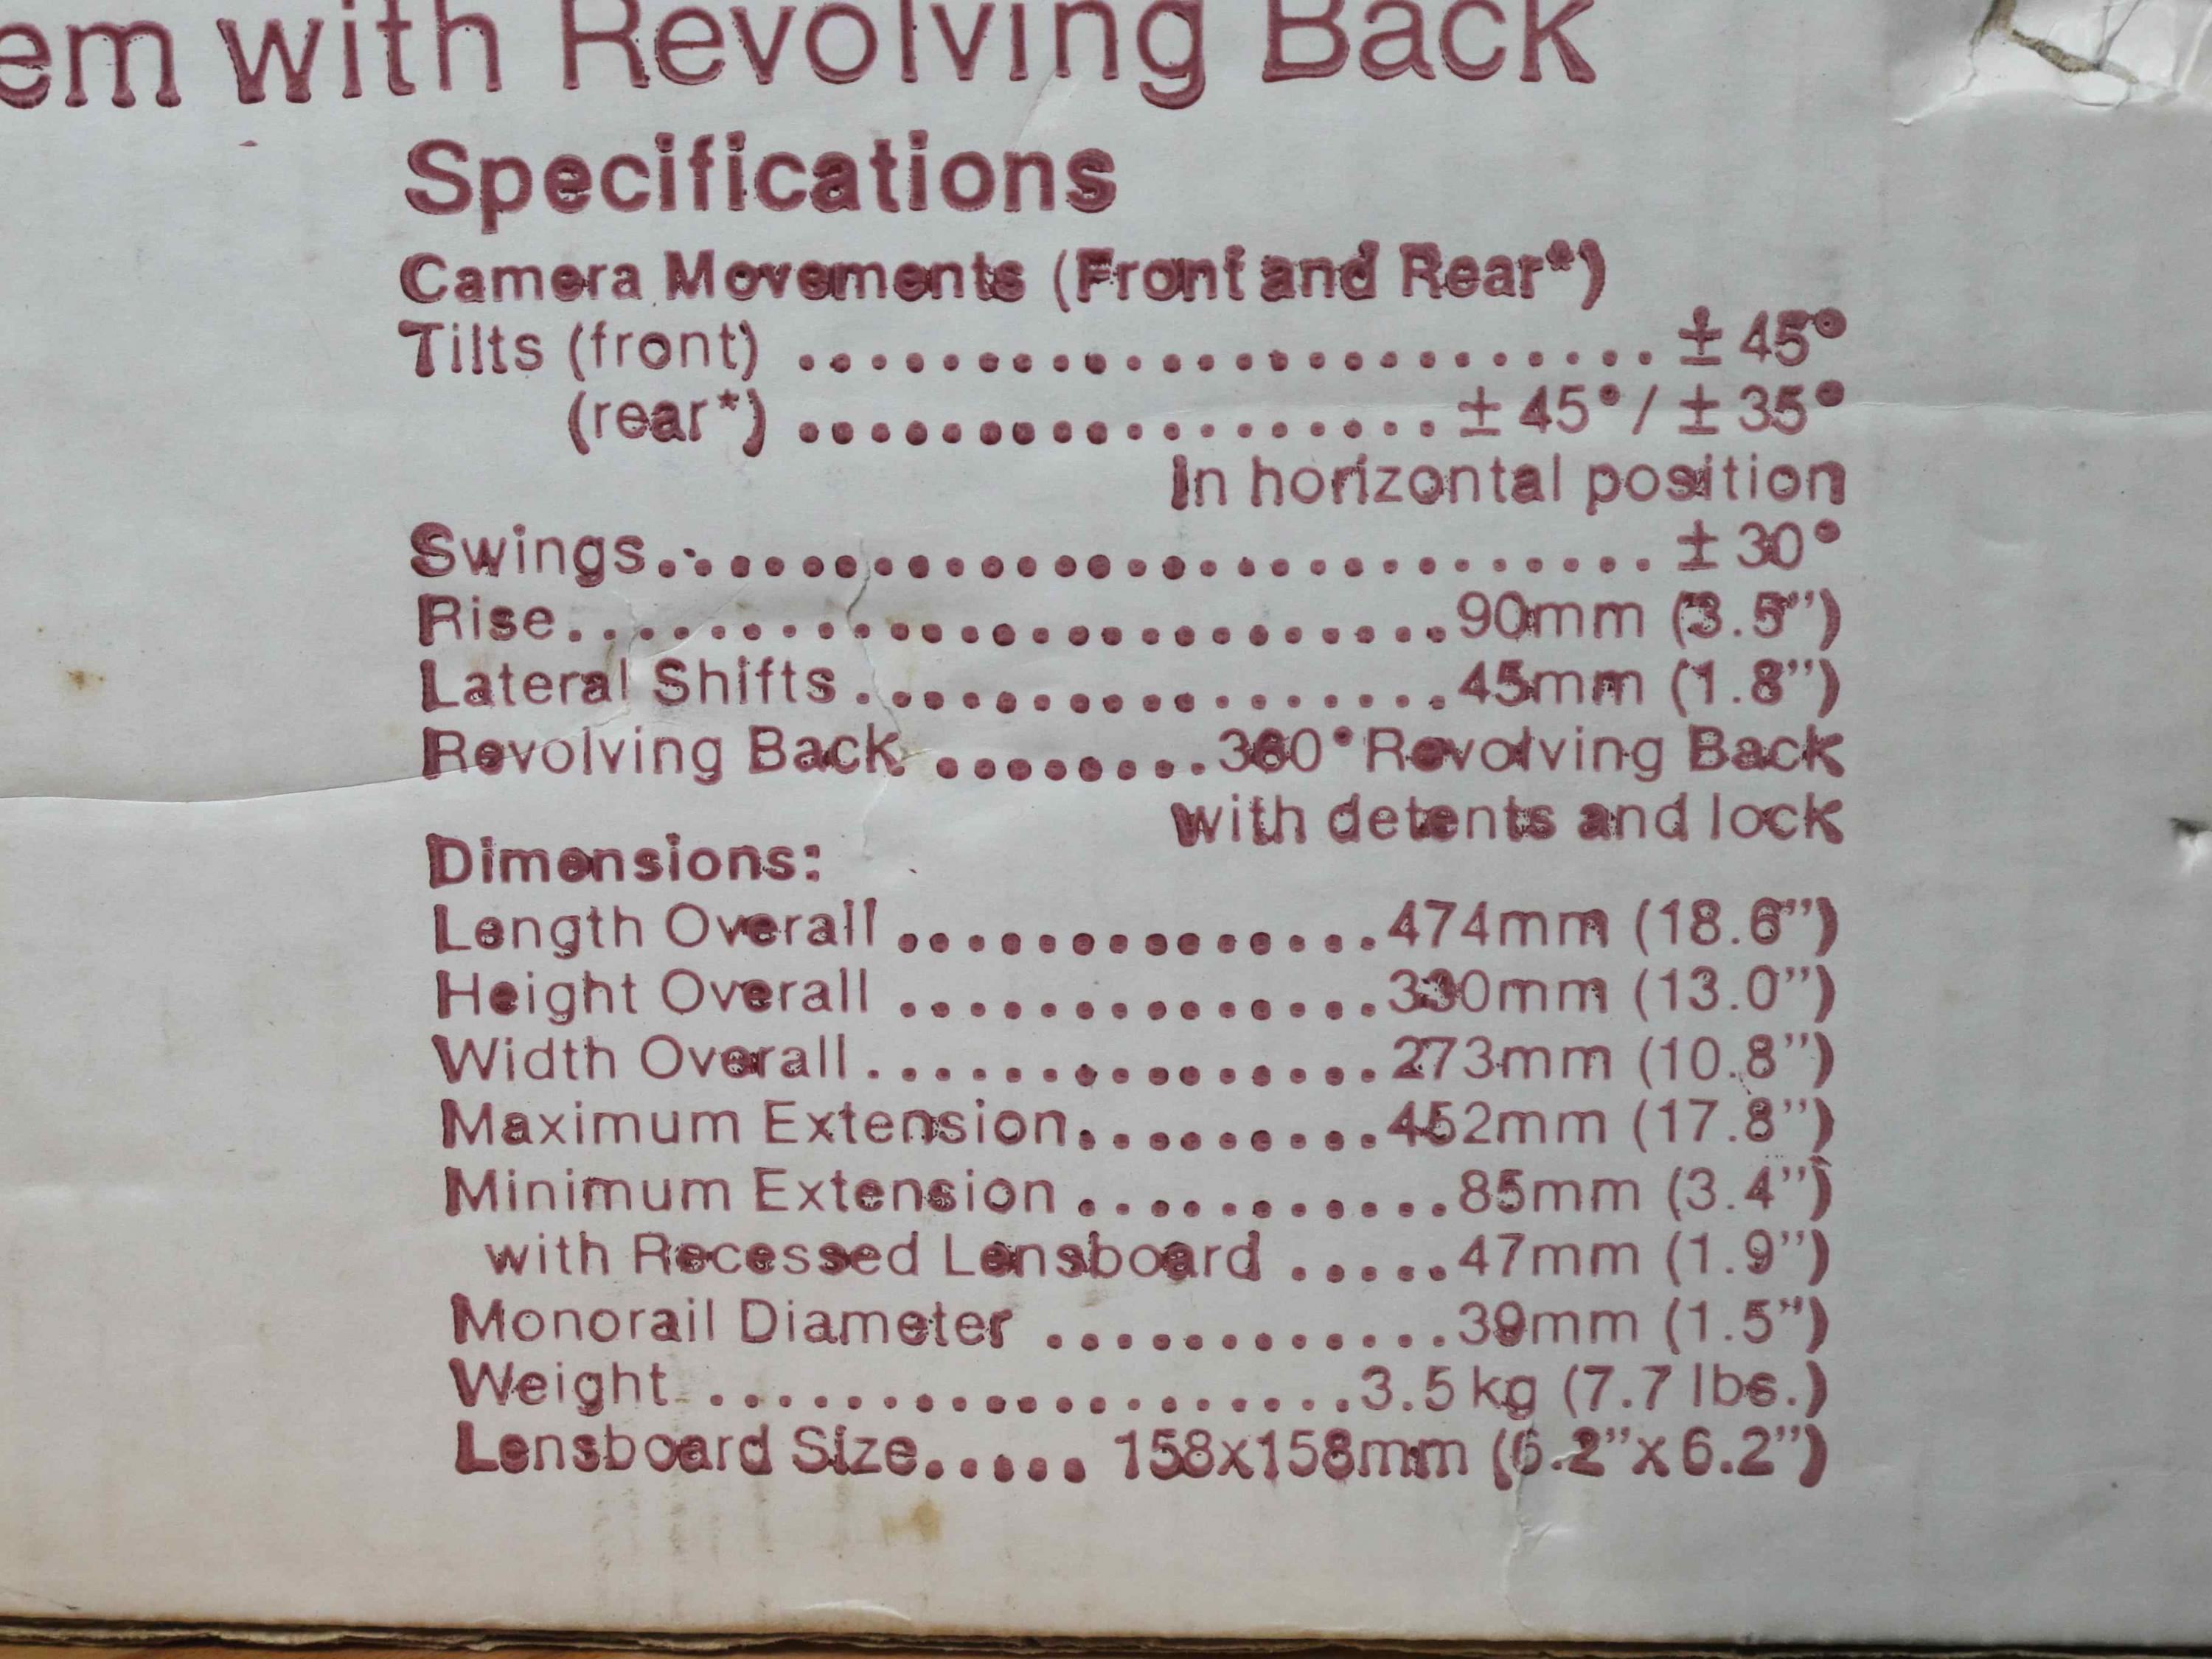 em with Revolving Back
Specifications
Camera Movements (Front and Rear*)
Tilts (front) .......................... ± 45°
(rear*) .................. ± 45° / ± 35°
In horizontal position
Swings............................ ± 30°
Rise.........................90mm (3.5")
Lateral Shifts.................45mm (1.8")
Revolving Back ........360° Revolving Back
with detents and lock
Dimensions:
Length Overall..............474mm (18.6")
Height Overall ..............330mm (13.0")
Width Overall...............273mm (10.8")
Maximum Extension.........452mm (17.8")
Minimum Extension...........85mm (3.4")
with Recessed Lensboard .....47mm (1.9")
Monorail Diameter ............39mm (1.5")
Weight ...................3.5 kg (7.7 lbs.)
Lensboard Size..... 158x158mm (6.2"x6.2")